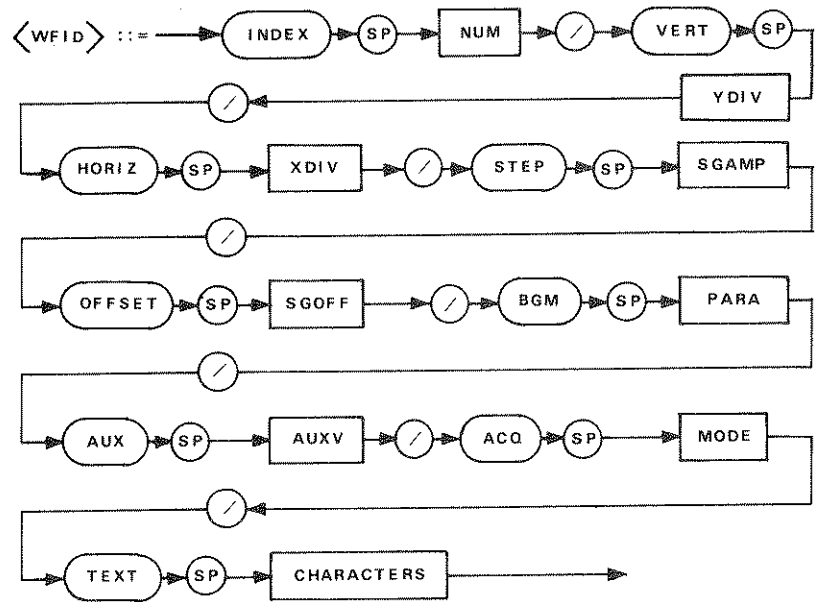 <WFID> ::= INDEX SP NUM / VERT SP
/ YDIV
HORIZ SP XDIV / STEP SP SGAMP
/
OFFSET SP SGOFF / BGM SP PARA
/
AUX SP AUXV / ACQ SP MODE
/
TEXT SP CHARACTERS